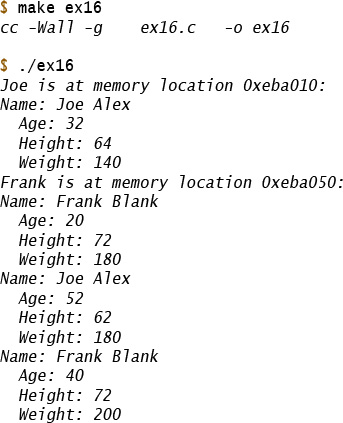 $ make ex16
cc -Wall -g    ex16.c   -o ex16

$ ./ex16
Joe is at memory location 0xeba010:
Name: Joe Alex
  Age: 32
  Height: 64
  Weight: 140
Frank is at memory location 0xeba050:
Name: Frank Blank
  Age: 20
  Height: 72
  Weight: 180
Name: Joe Alex
  Age: 52
  Height: 62
  Weight: 180
Name: Frank Blank
  Age: 40
  Height: 72
  Weight: 200